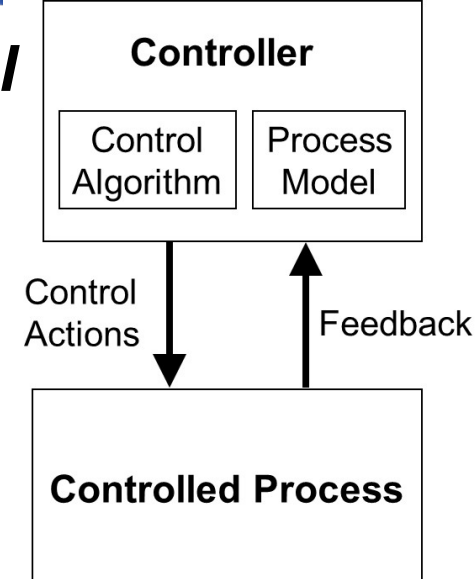 Controller
Control
Algorithm
Process
Model
Control
Actions
Feedback
Controlled Process